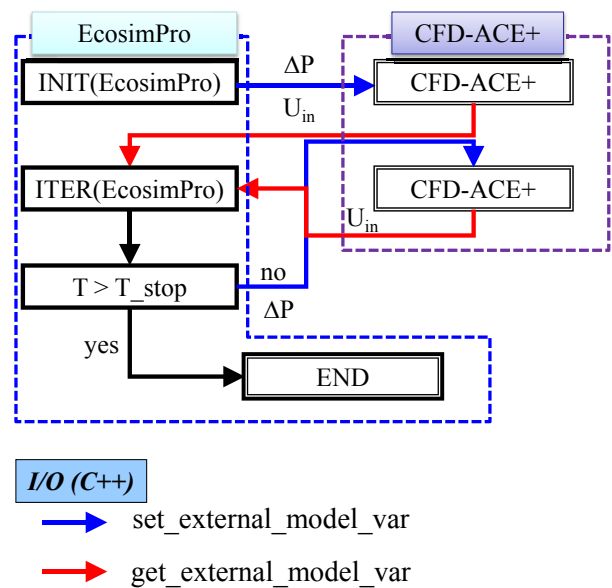 EcosimPro
CFD-ACE+
INIT(EcosimPro)
ΔP
U_in
CFD-ACE+
ITER(EcosimPro)
CFD-ACE+
U_in
T > T_stop
no
ΔP
yes
END
I/O (C++)
set_external_model_var
get_external_model_var